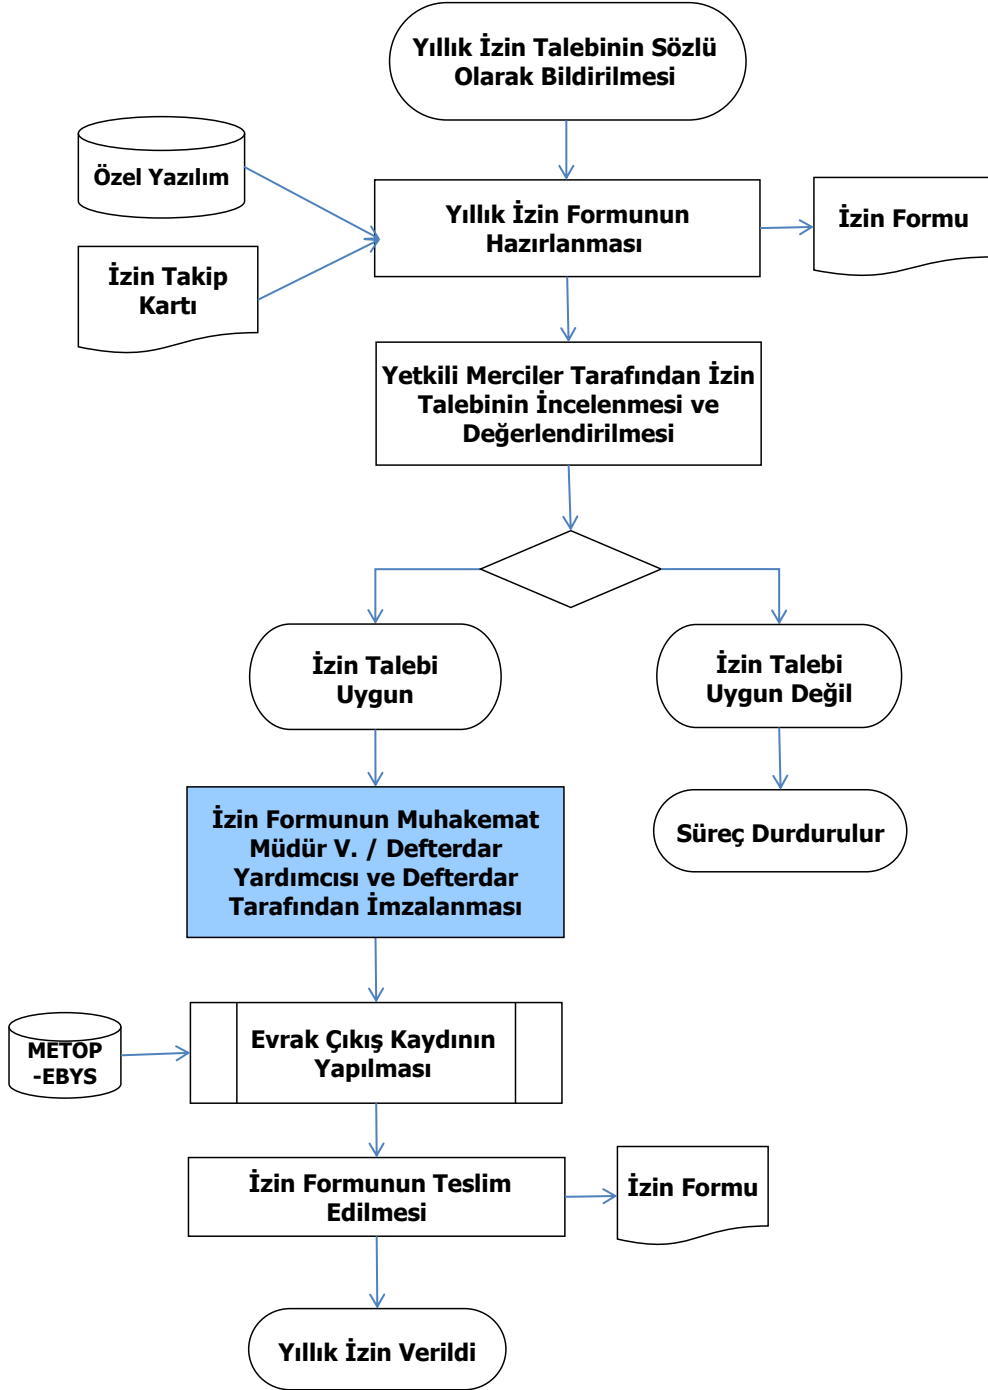 Yıllık İzin Talebinin Sözlü
Olarak Bildirilmesi
Özel Yazılım
Yıllık İzin Formunun
Hazırlanması
İzin Formu
İzin Takip
Kartı
Yetkili Merciler Tarafından İzin
Talebinin İncelenmesi ve
Değerlendirilmesi
İzin Talebi
Uygun
İzin Talebi
Uygun Değil
İzin Formunun Muhakemat
Müdür V. / Defterdar
Yardımcısı ve Defterdar
Tarafından İmzalanması
Süreç Durdurulur
METOP
-EBYS
Evrak Çıkış Kaydının
Yapılması
İzin Formunun Teslim
Edilmesi
İzin Formu
Yıllık İzin Verildi